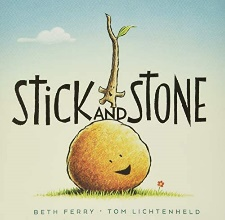 STICK AND STONE
BETH FERRY · TOM LICHTENHELD